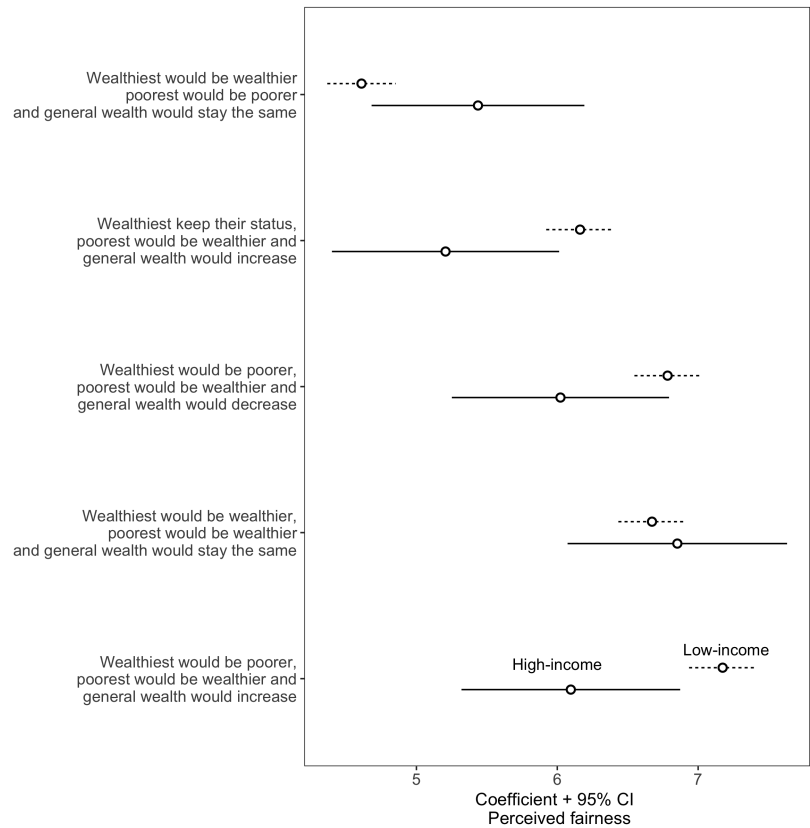 Wealthiest would be wealthier
poorest would be poorer
and general wealth would stay the same
Wealthiest keep their status,
poorest would be wealthier and
general wealth would increase
Wealthiest would be poorer,
poorest would be wealthier and
general wealth would decrease
Wealthiest would be wealthier,
poorest would be wealthier
and general wealth would stay the same
Wealthiest would be poorer,
poorest would be wealthier and
general wealth would increase
Low-income
High-income
5 6 7
Coefficient + 95% CI
Perceived fairness